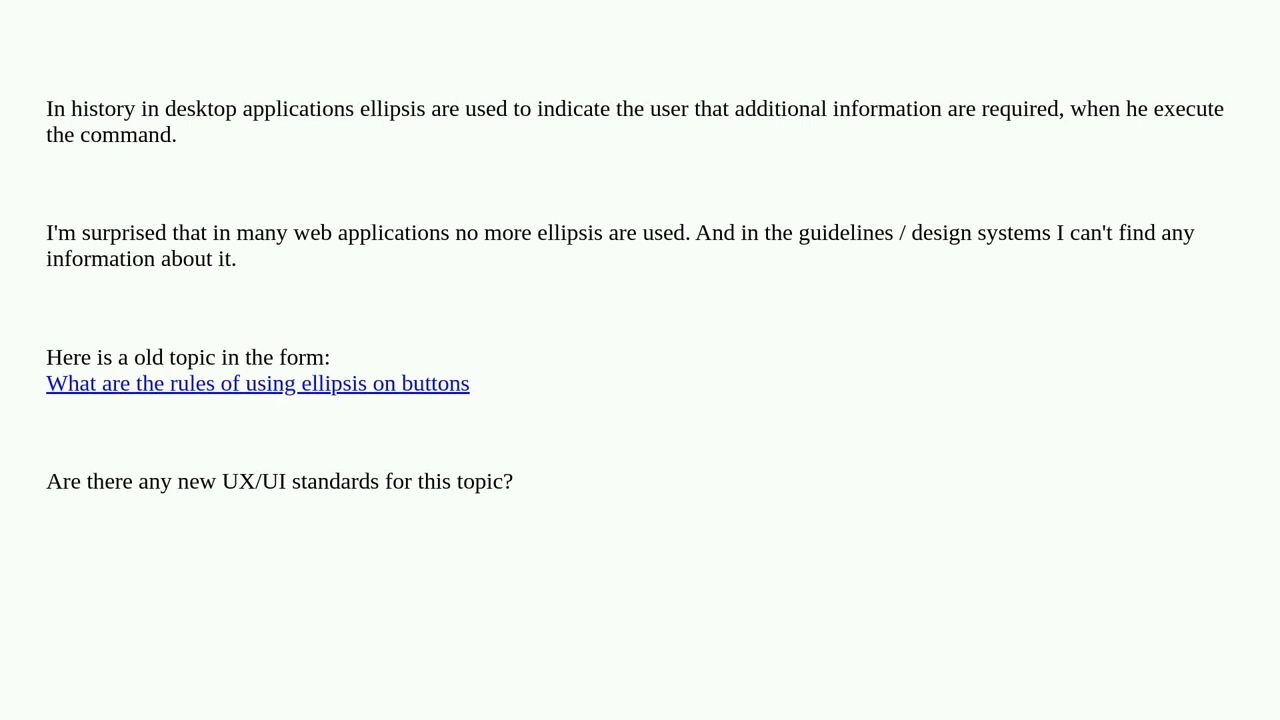 In history in desktop applications ellipsis are used to indicate the user that additional information are required, when he execute
the command.
I'm surprised that in many web applications no more ellipsis are used. And in the guidelines / design systems I can't find any
information about it.
Here is a old topic in the form:
What are the rules of using ellipsis on buttons
Are there any new UX/UI standards for this topic?